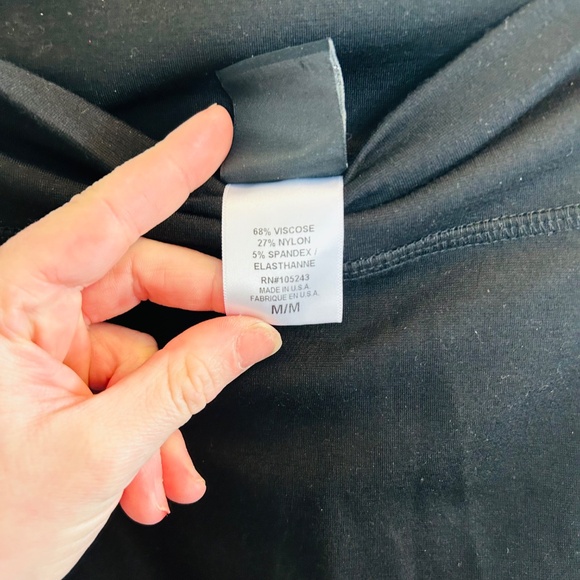 68% VISCOSE
27% NYLON
5% SPANDEX /
ELASTHANNE
RN#105243
MADE IN U.S.A.
FABRIQUE EN U.S.A.
M/M